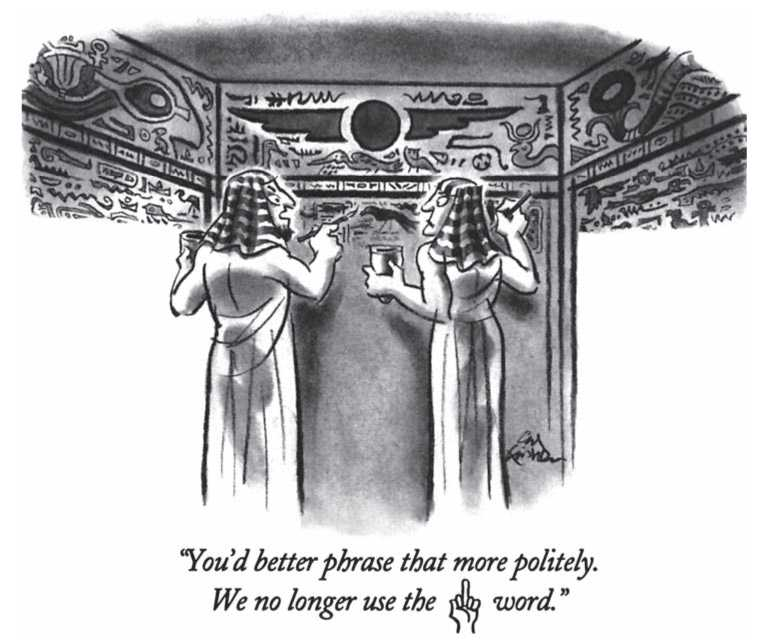 “You’d better phrase that more politely.
We no longer use the 🖕 word.”